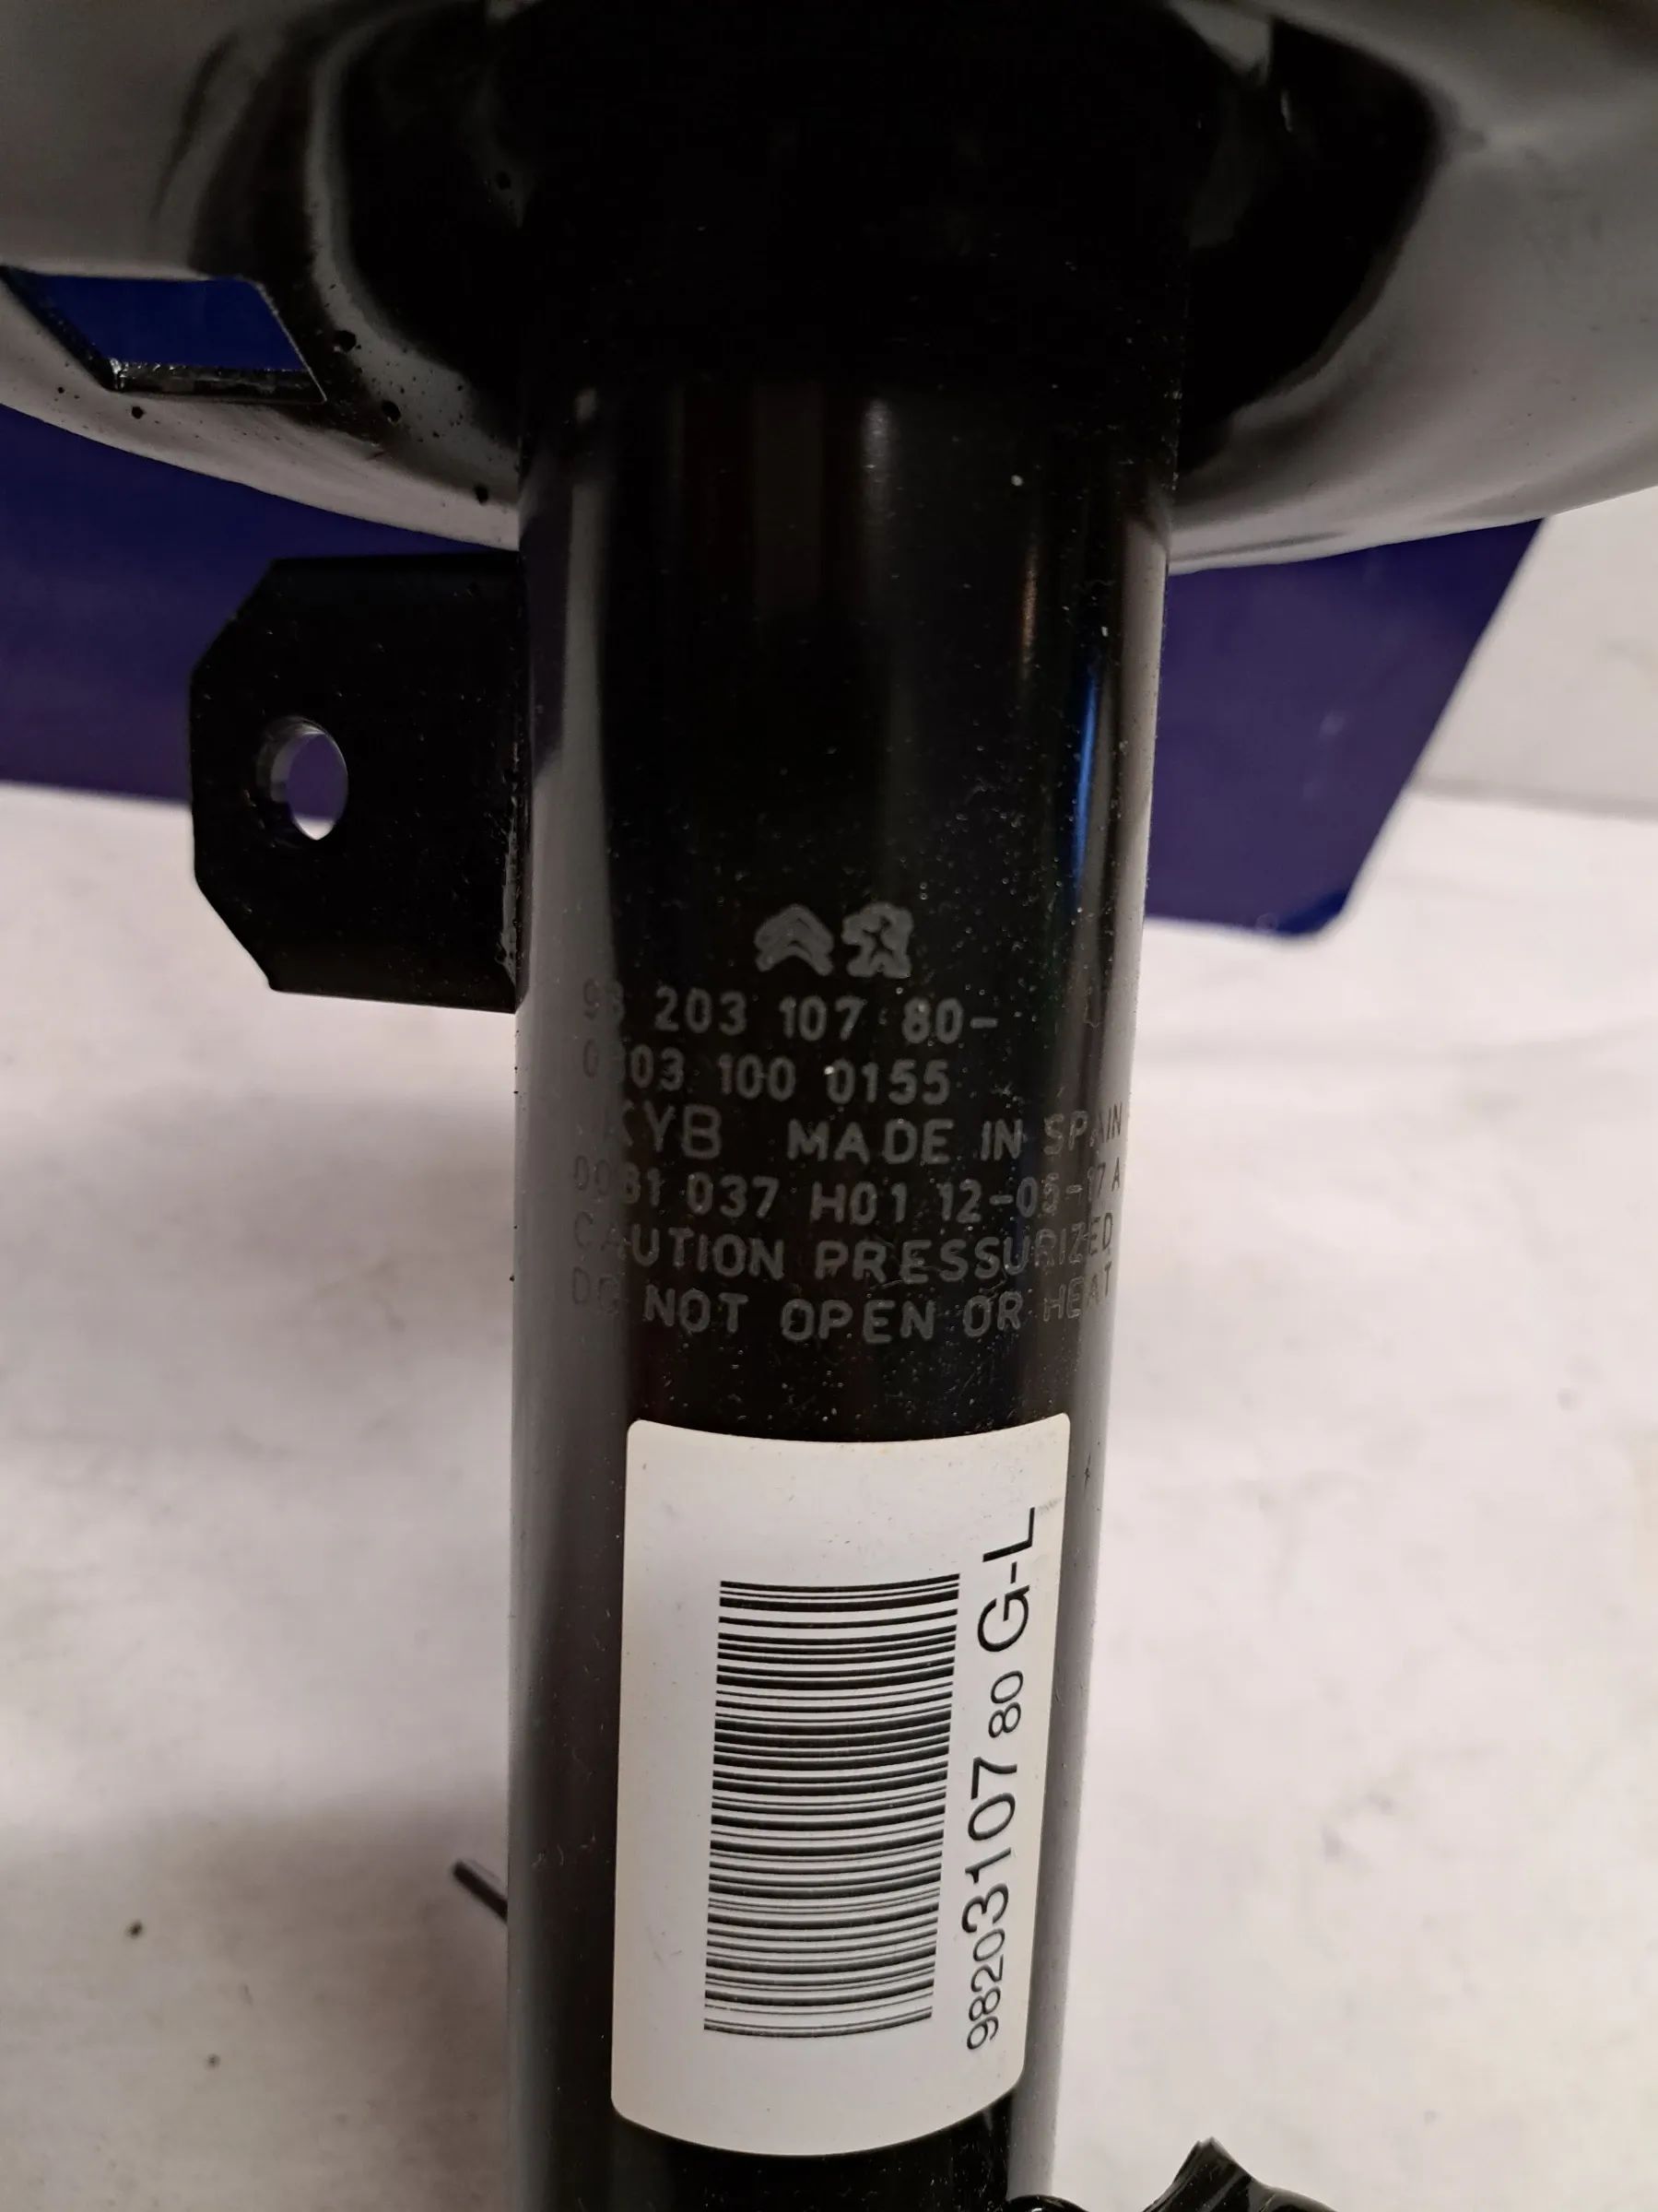 98 203 107 80-
03 100 0155
KYB MADE IN SPAIN
037 H01
CAUTION PRESSURIZED
DO NOT OPEN OR HEAT
9820310780 G-L